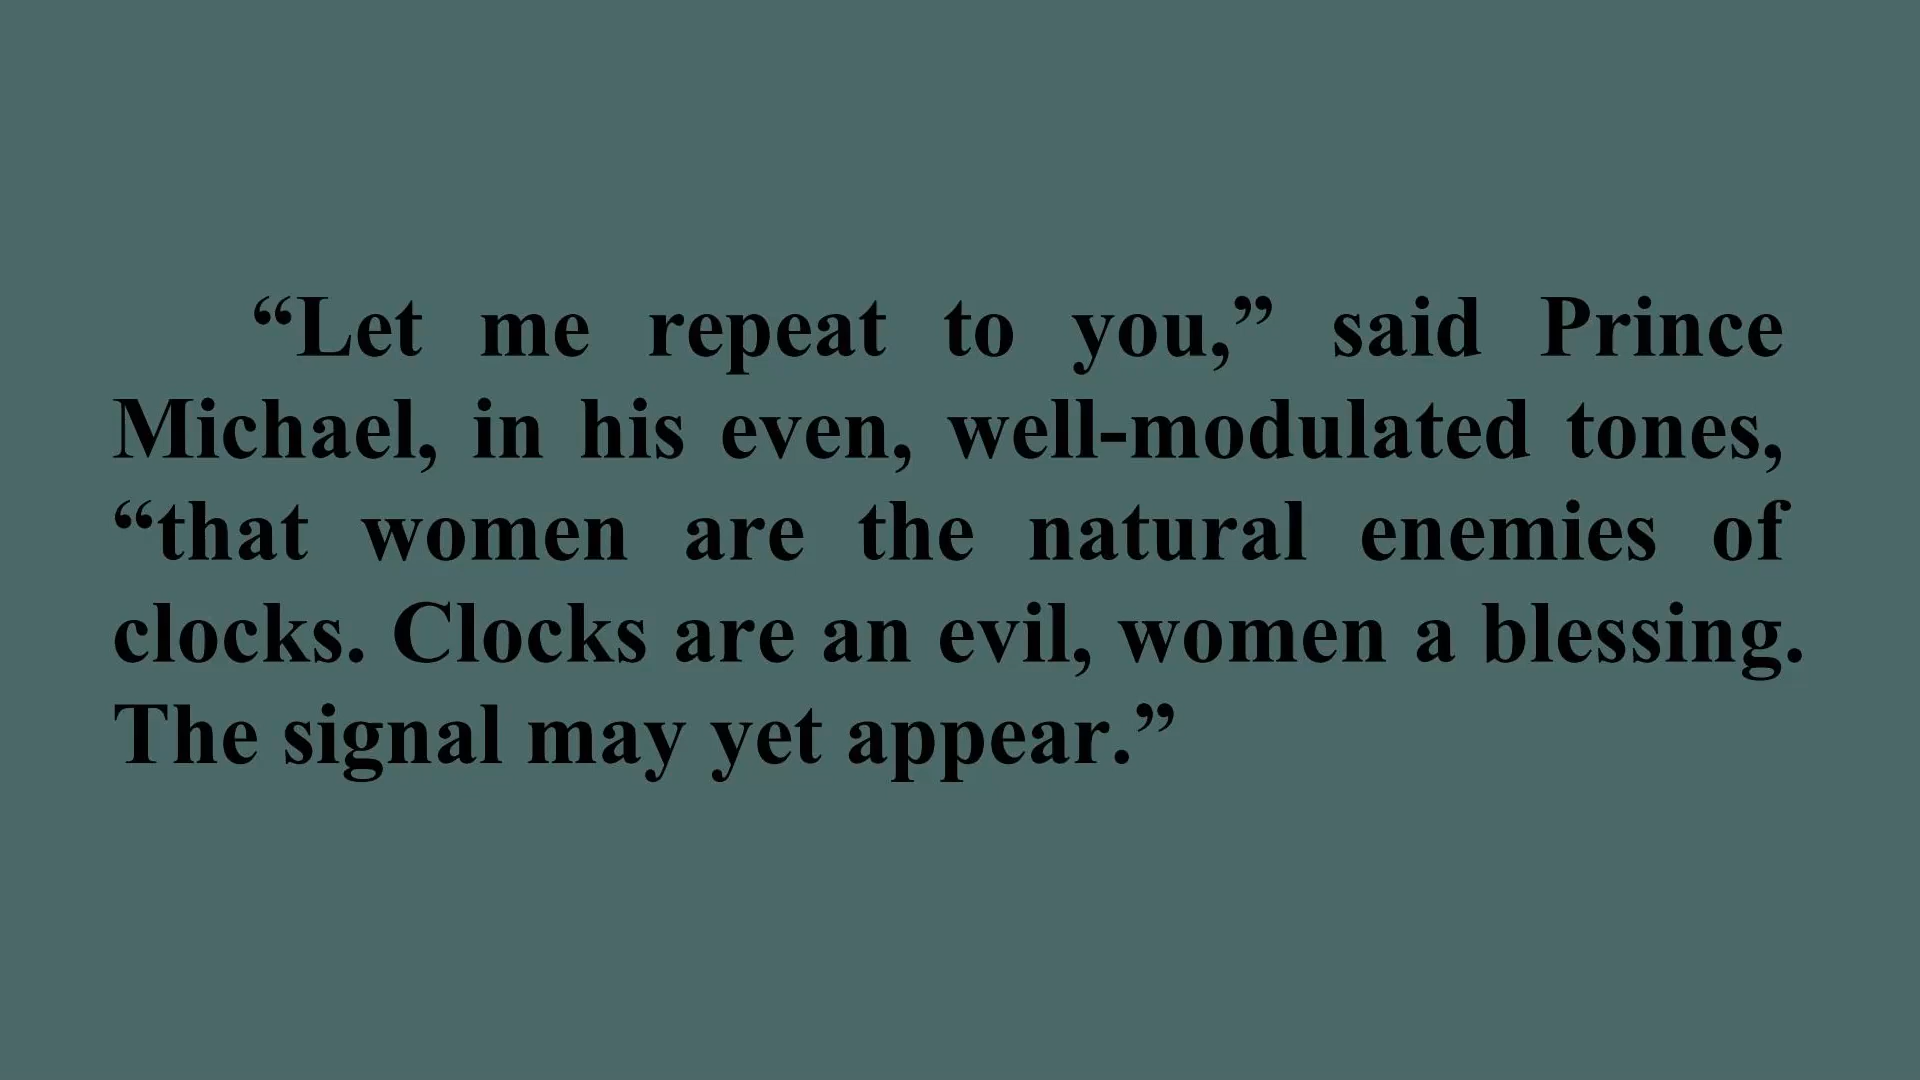 “Let me repeat to you,” said Prince
Michael, in his even, well-modulated tones,
“that women are the natural enemies of
clocks. Clocks are an evil, women a blessing.
The signal may yet appear.”